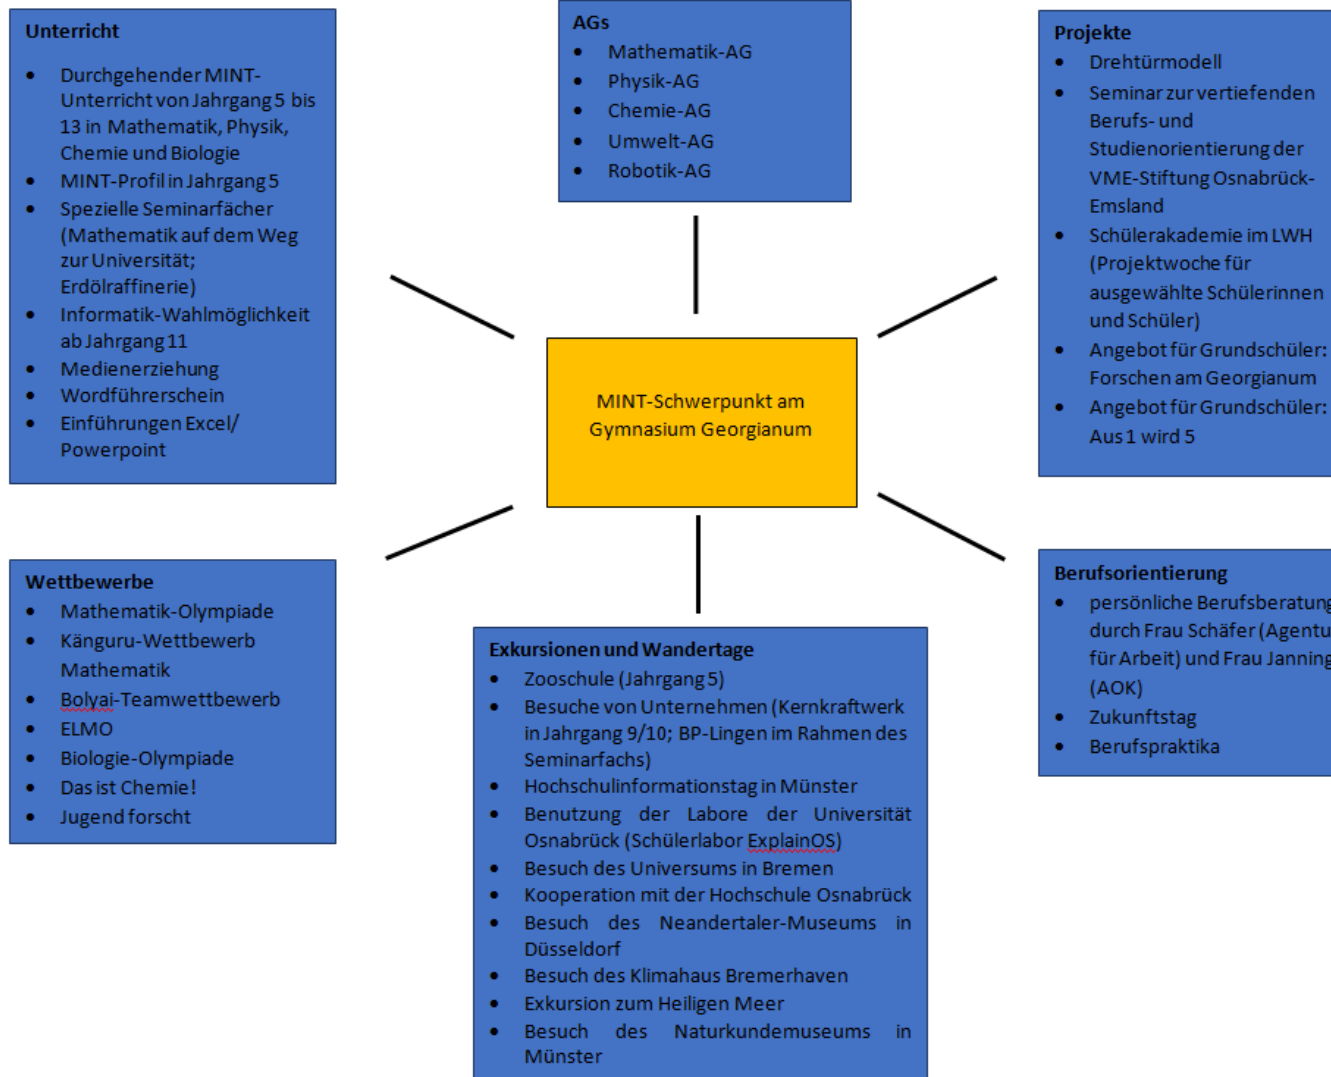 Unterricht
• Durchgehender MINT-
Unterricht von Jahrgang 5 bis
13 in Mathematik, Physik,
Chemie und Biologie
• MINT-Profil in Jahrgang 5
• Spezielle Seminarfächer
(Mathematik auf dem Weg
zur Universität;
Erdölraffinerie)
• Informatik-Wahlmöglichkeit
ab Jahrgang 11
• Medienerziehung
• Wordführerschein
• Einführungen Excel/
Powerpoint
AGs
• Mathematik-AG
• Physik-AG
• Chemie-AG
• Umwelt-AG
• Robotik-AG
Projekte
• Drehtürmodell
• Seminar zur vertiefenden
Berufs- und
Studienorientierung der
VME-Stiftung Osnabrück-
Emsland
• Schülerakademie im LWH
(Projektwoche für
ausgewählte Schülerinnen
und Schüler)
• Angebot für Grundschüler:
Forschen am Georgianum
• Angebot für Grundschüler:
Aus 1 wird 5
MINT-Schwerpunkt am
Gymnasium Georgianum
Wettbewerbe
• Mathematik-Olympiade
• Känguru-Wettbewerb
Mathematik
• Bolyai-Teamwettbewerb
• ELMO
• Biologie-Olympiade
• Das ist Chemie!
• Jugend forscht
Exkursionen und Wandertage
• Zooschule (Jahrgang 5)
• Besuche von Unternehmen (Kernkraftwerk
in Jahrgang 9/10; BP-Lingen im Rahmen des
Seminarfachs)
• Hochschulinformationstag in Münster
• Benutzung der Labore der Universität
Osnabrück (Schülerlabor ExplainOS)
• Besuch des Universums in Bremen
• Kooperation mit der Hochschule Osnabrück
• Besuch des Neandertaler-Museums in
Düsseldorf
• Besuch des Klimahaus Bremerhaven
• Exkursion zum Heiligen Meer
• Besuch des Naturkundemuseums in
Münster
Berufsorientierung
• persönliche Berufsberatung
durch Frau Schäfer (Agentu
für Arbeit) und Frau Janning
(AOK)
• Zukunftstag
• Berufspraktika